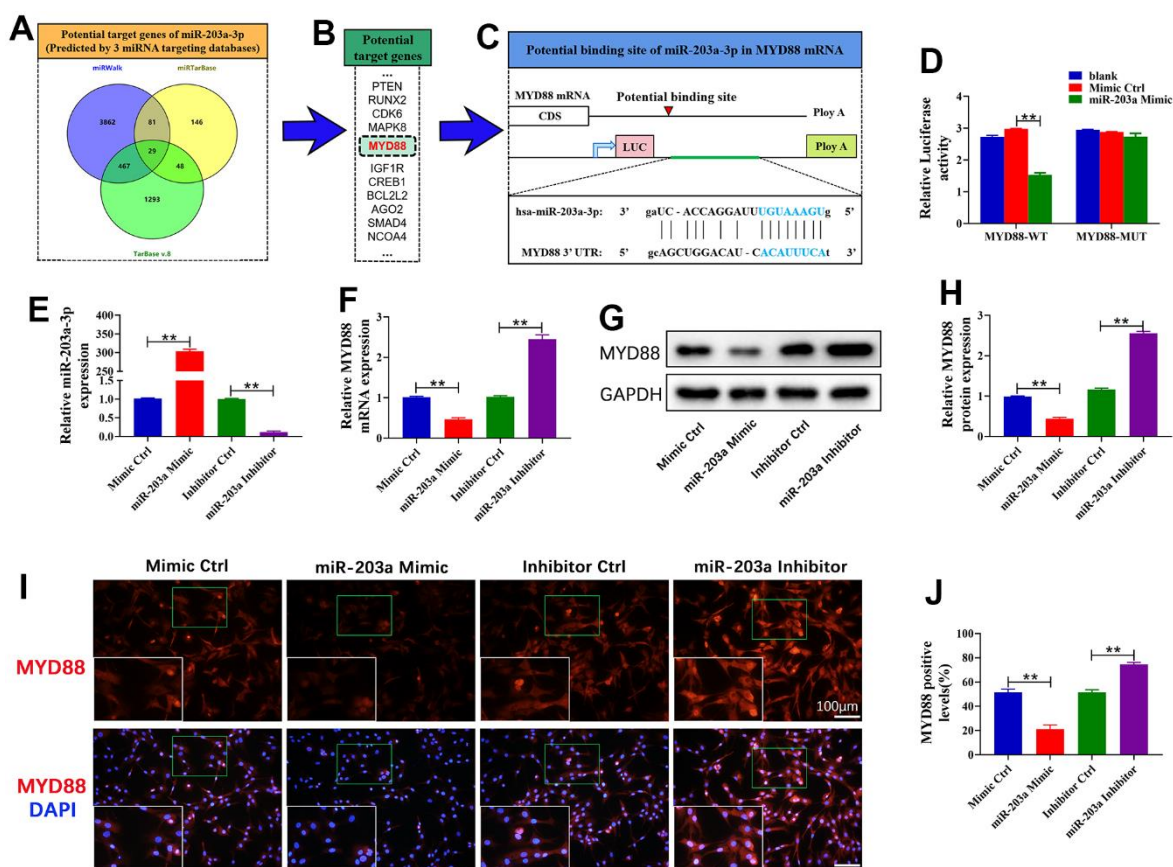 A
Potential target genes of miR-203a-3p
(Predicted by 3 miRNA targeting databases)
miRWalk
miRTarBase
3862
81
146
29
467
48
1293
TarBase v.8
B
Potential
target genes
...
PTEN
RUNX2
CDK6
MAPK8
MYD88
IGF1R
CREB1
BCL2L2
AGO2
SMAD4
NCOA4
...
C
Potential binding site of miR-203a-3p in MYD88 mRNA
MYD88 mRNA
Potential binding site
CDS
Ploy A
LUC
Ploy A
hsa-miR-203a-3p: 3’ gaUC - ACCAGGAUUUGUAAAGUg 5’
MYD88 3’ UTR: 5’ gcAGCUGGACAU - CACAUUUCAt 3’
D
blank
Mimic Ctrl
miR-203a Mimic
Relative Luciferase
activity
4
3
2
1
0
**
MYD88-WT
MYD88-MUT
E
Relative miR-203a-3p
expression
400
350
300
250
200
1.5
1.0
0.5
0.0
**
**
Mimic Ctrl
miR-203a Mimic
Inhibitor Ctrl
miR-203a Inhibitor
F
Relative MYD88
mRNA expression
3
2
1
0
**
**
Mimic Ctrl
miR-203a Mimic
Inhibitor Ctrl
miR-203a Inhibitor
G
MYD88
GAPDH
Mimic Ctrl
miR-203a Mimic
Inhibitor Ctrl
miR-203a Inhibitor
H
Relative MYD88
protein expression
3
2
1
0
**
**
Mimic Ctrl
miR-203a Mimic
Inhibitor Ctrl
miR-203a Inhibitor
I
Mimic Ctrl
miR-203a Mimic
Inhibitor Ctrl
miR-203a Inhibitor
MYD88
100μm
MYD88
DAPI
J
MYD88 positive
levels(%)
100
80
60
40
20
0
**
**
Mimic Ctrl
miR-203a Mimic
Inhibitor Ctrl
miR-203a Inhibitor